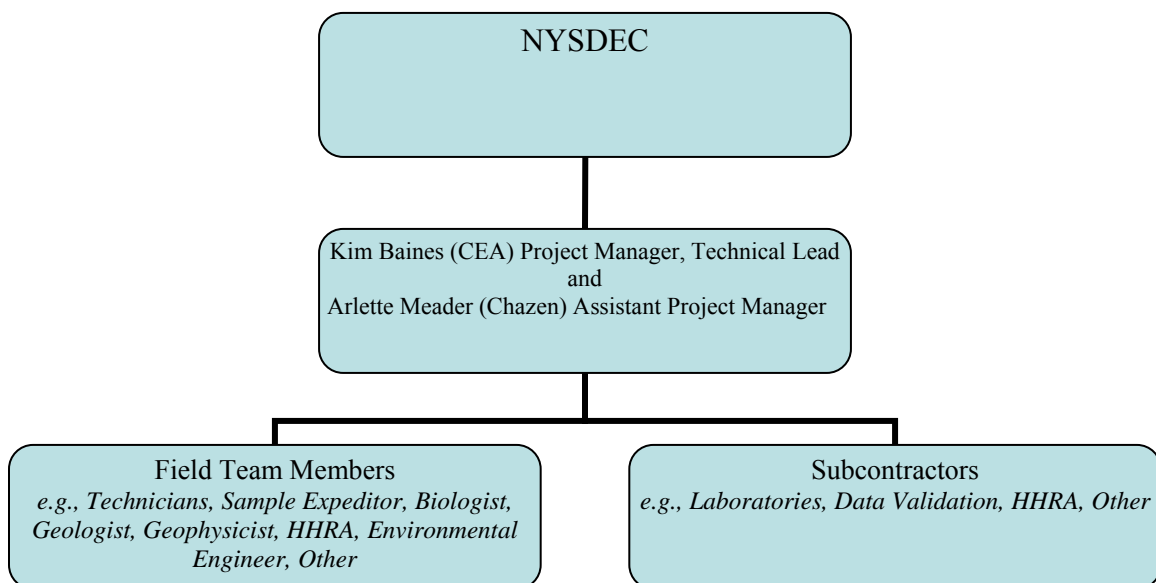 NYSDEC
Kim Baines (CEA) Project Manager, Technical Lead
and
Arlette Meader (Chazen) Assistant Project Manager
Field Team Members
e.g., Technicians, Sample Expeditor, Biologist,
Geologist, Geophysicist, HHRA, Environmental
Engineer, Other
Subcontractors
e.g., Laboratories, Data Validation, HHRA, Other